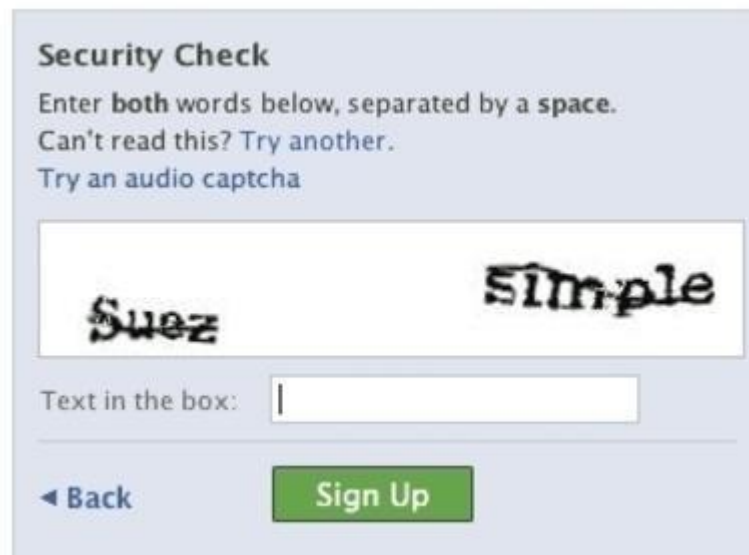 Security Check
Enter both words below, separated by a space.
Can't read this? Try another.
Try an audio captcha
Suez simple
Text in the box:
◄ Back Sign Up